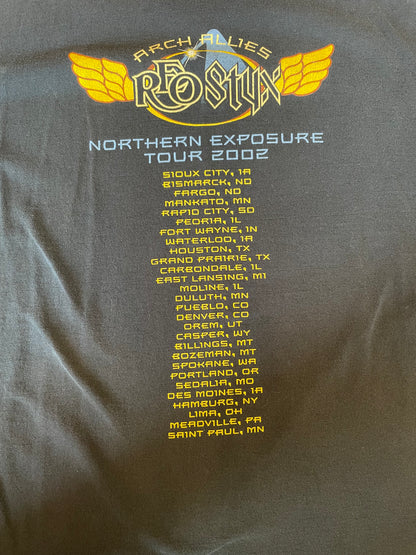 ARCH ALLIES
REO STYX
NORTHERN EXPOSURE
TOUR 2002
SIOUX CITY, IA
BISMARCK, ND
FARGO, ND
MANKATO, MN
RAPID CITY, SD
PEORIA, IL
FORT WAYNE, IN
WATERLOO, IA
HOUSTON, TX
GRAND PRAIRIE, TX
CARBONDALE, IL
EAST LANSING, MI
MOLINE, IL
DULUTH, MN
PUEBLO, CO
DENVER, CO
OREM, UT
CASPER, WY
BILLINGS, MT
BOZEMAN, MT
SPOKANE, WA
PORTLAND, OR
SEDALIA, MO
DES MOINES, IA
HAMBURG, NY
LIMA, OH
MEADVILLE, PA
SAINT PAUL, MN